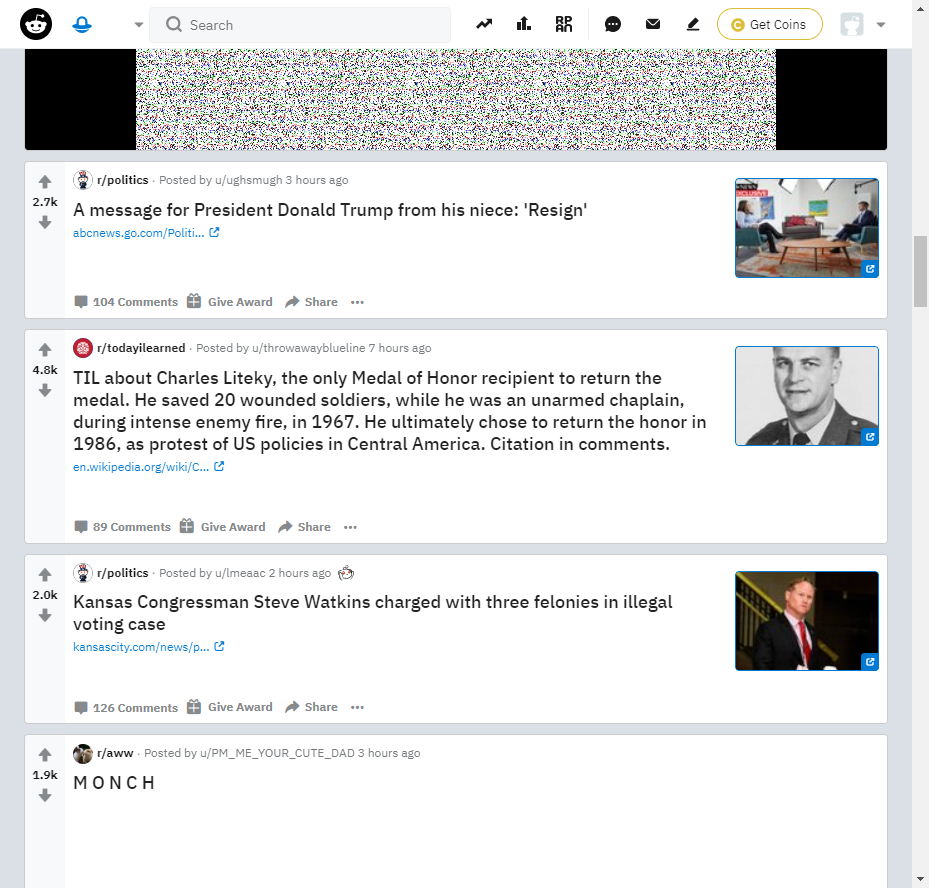 Search
Get Coins
r/politics · Posted by u/ughsmugh 3 hours ago
2.7k
A message for President Donald Trump from his niece: 'Resign'
abcnews.go.com/Politi...
EXCLUSIVE
104 Comments Give Award Share
r/todayilearned · Posted by u/throwawayblueline 7 hours ago
4.8k
TIL about Charles Liteky, the only Medal of Honor recipient to return the
medal. He saved 20 wounded soldiers, while he was an unarmed chaplain,
during intense enemy fire, in 1967. He ultimately chose to return the honor in
1986, as protest of US policies in Central America. Citation in comments.
en.wikipedia.org/wiki/C...
89 Comments Give Award Share
r/politics · Posted by u/lmeaac 2 hours ago
2.0k
Kansas Congressman Steve Watkins charged with three felonies in illegal
voting case
kansascity.com/news/p...
126 Comments Give Award Share
r/aww · Posted by u/PM_ME_YOUR_CUTE_DAD 3 hours ago
1.9k
M O N C H